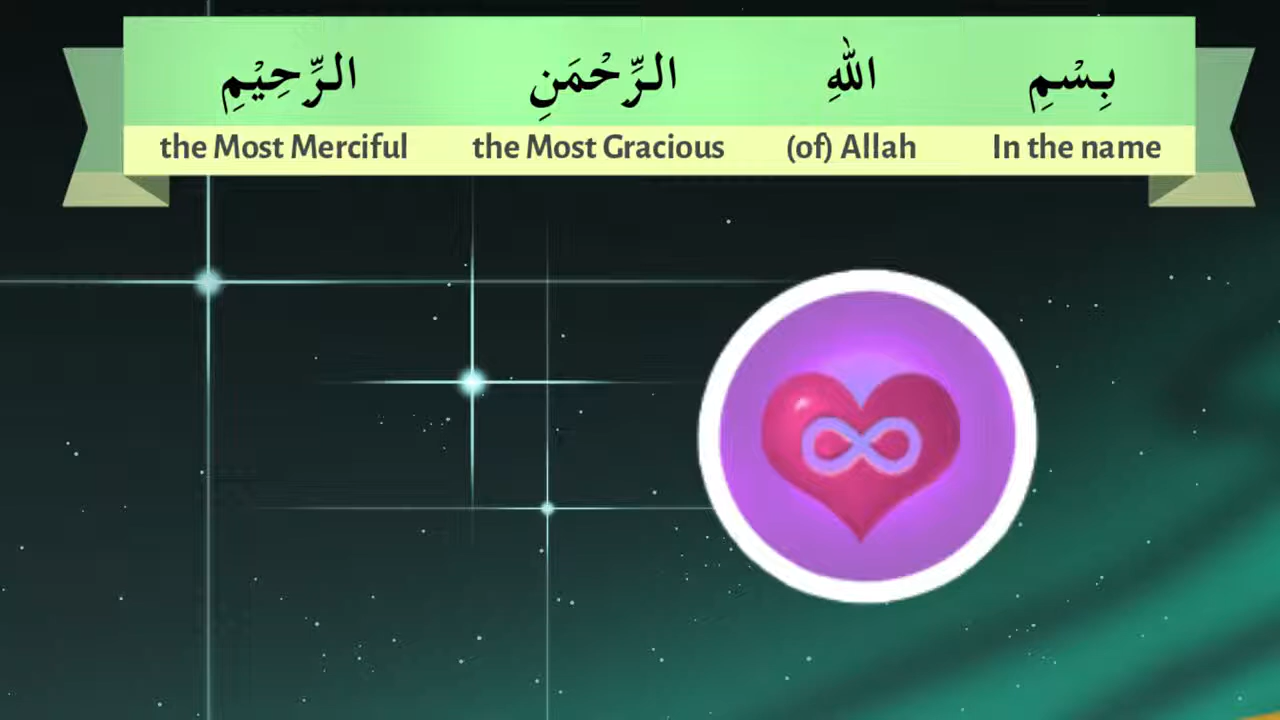 بِسْمِ اللّٰهِ الرَّحْمَنِ الرَّحِيْمِ
In the name (of) Allah the Most Gracious the Most Merciful